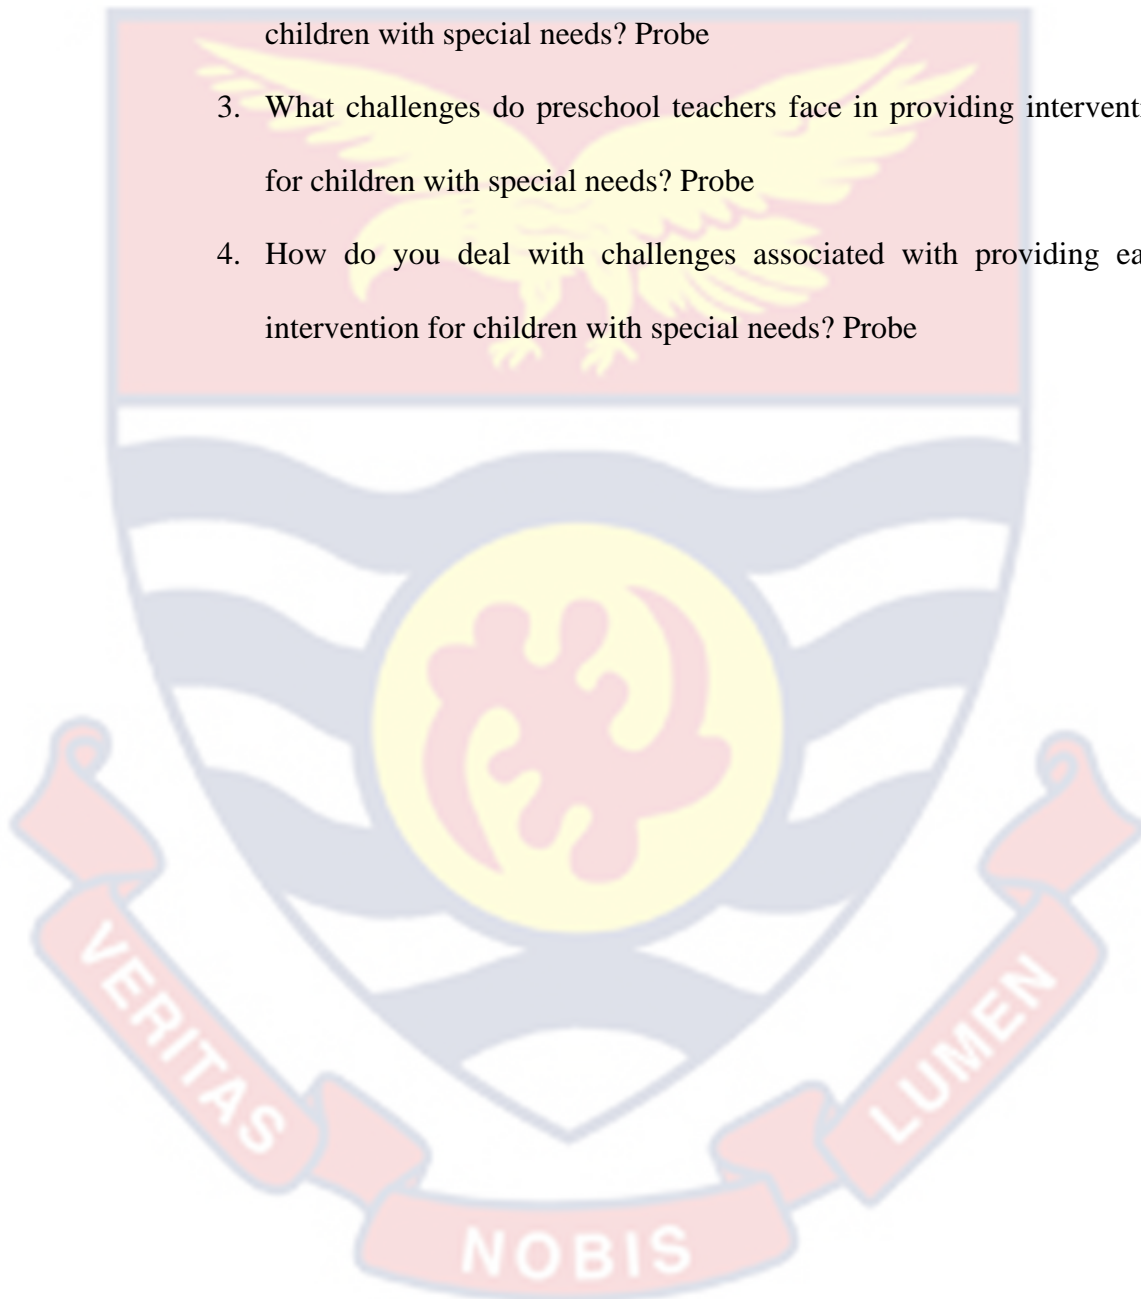 children with special needs? Probe
3. What challenges do preschool teachers face in providing interventi
for children with special needs? Probe
4. How do you deal with challenges associated with providing ea
intervention for children with special needs? Probe
VERITAS
NOBIS
LUMEN